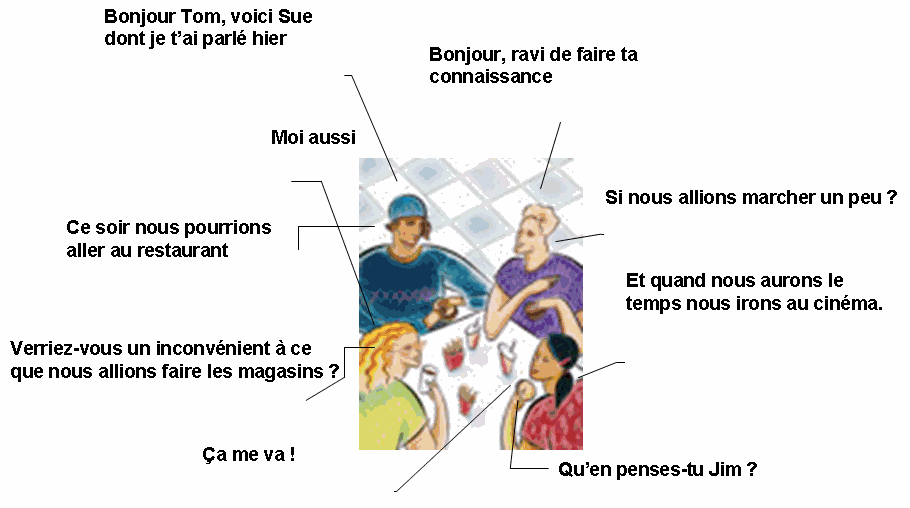 Bonjour Tom, voici Sue
dont je t'ai parlé hier
Bonjour, ravi de faire ta
connaissance
Moi aussi
Si nous allions marcher un peu ?
Ce soir nous pourrions
aller au restaurant
Et quand nous aurons le
temps nous irons au cinéma.
Verriez-vous un inconvénient à ce
que nous allions faire les magasins ?
Ça me va !
Qu'en penses-tu Jim ?